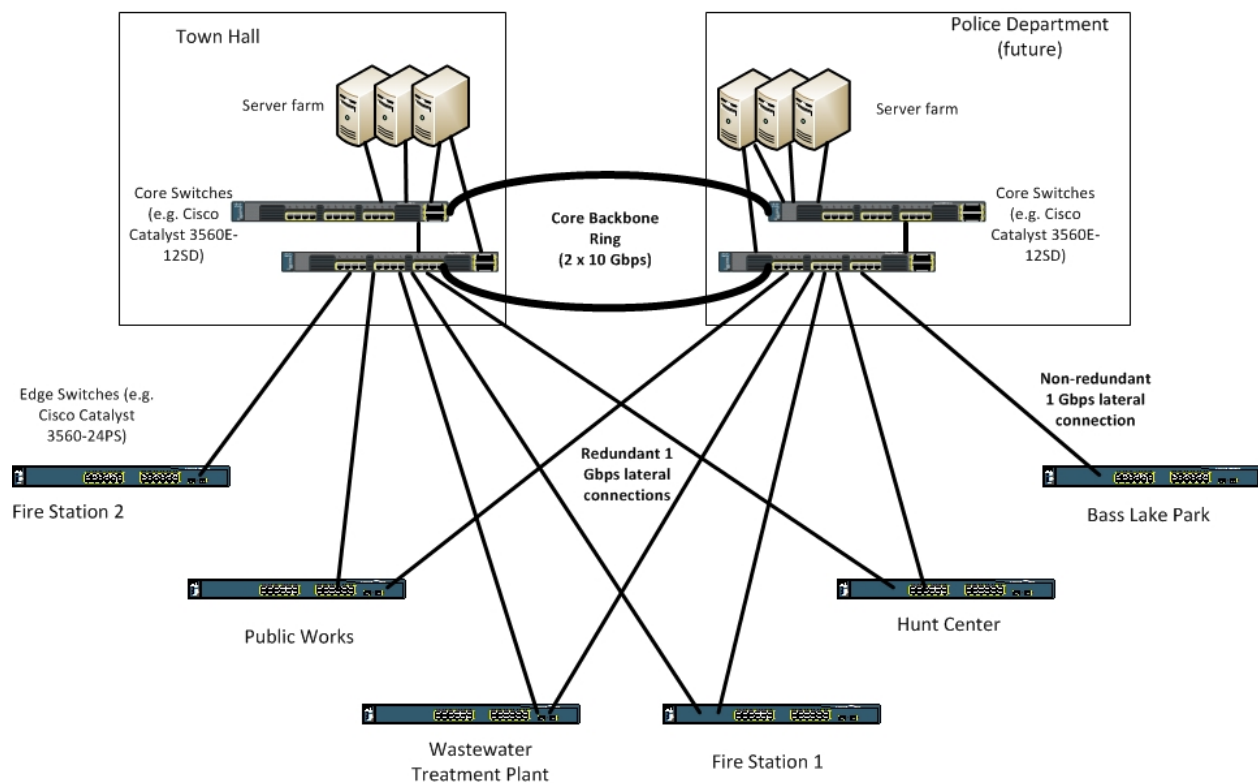 Town Hall
Police Department
(future)
Server farm
Server farm
Core Switches
(e.g. Cisco
Catalyst 3560E-
12SD)
Core Backbone
Ring
(2 x 10 Gbps)
Core Switches
(e.g. Cisco
Catalyst 3560E-
12SD)
Edge Switches (e.g.
Cisco Catalyst
3560-24PS)
Non-redundant
1 Gbps lateral
connection
Redundant 1
Gbps lateral
connections
Fire Station 2
Bass Lake Park
Public Works
Hunt Center
Wastewater
Treatment Plant
Fire Station 1